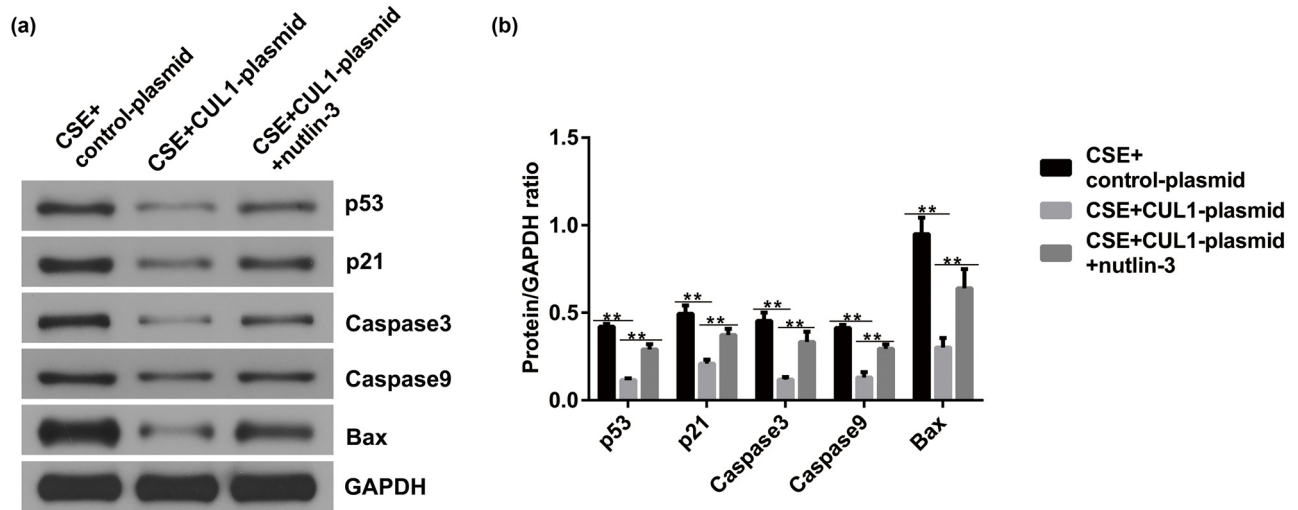 (a)
CSE+
control-plasmid
CSE+CUL1-plasmid
CSE+CUL1-plasmid
+nutlin-3
p53
p21
Caspase3
Caspase9
Bax
GAPDH
(b)
Protein/GAPDH ratio
1.5
1.0
0.5
0.0
**
**
**
**
**
**
**
**
**
**
p53
p21
Caspase3
Caspase9
Bax
CSE+
control-plasmid
CSE+CUL1-plasmid
CSE+CUL1-plasmid
+nutlin-3